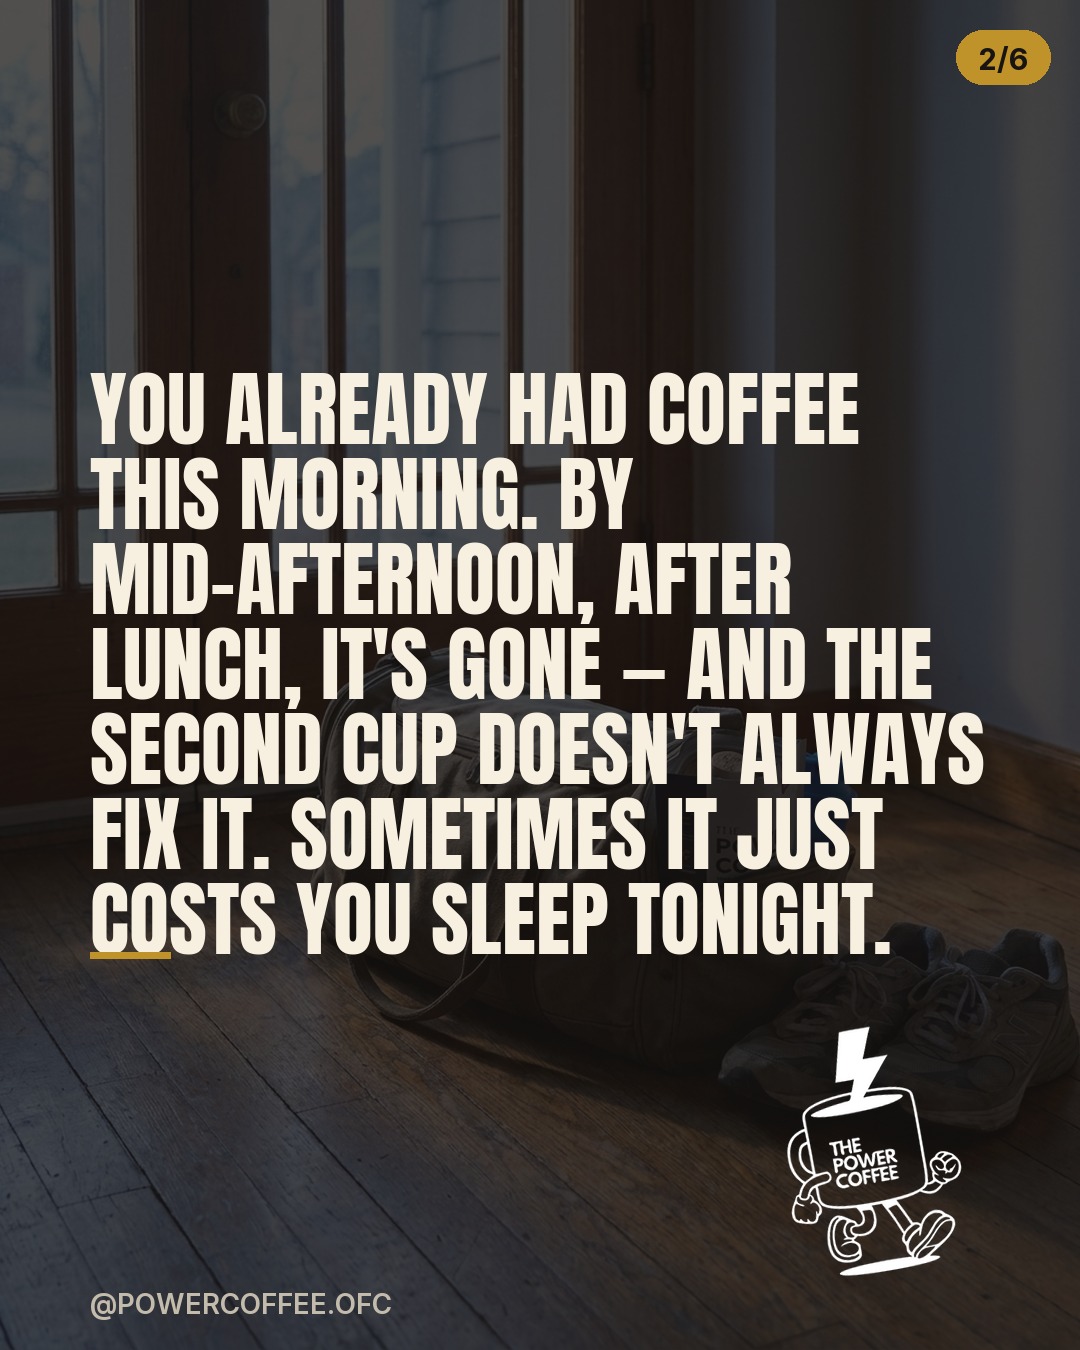 2/6
YOU ALREADY HAD COFFEE
THIS MORNING. BY
MID-AFTERNOON, AFTER
LUNCH, IT'S GONE – AND THE
SECOND CUP DOESN'T ALWAYS
FIX IT. SOMETIMES IT JUST
COSTS YOU SLEEP TONIGHT.
THE
POWER
COFFEE
@POWERCOFFEE.OFC